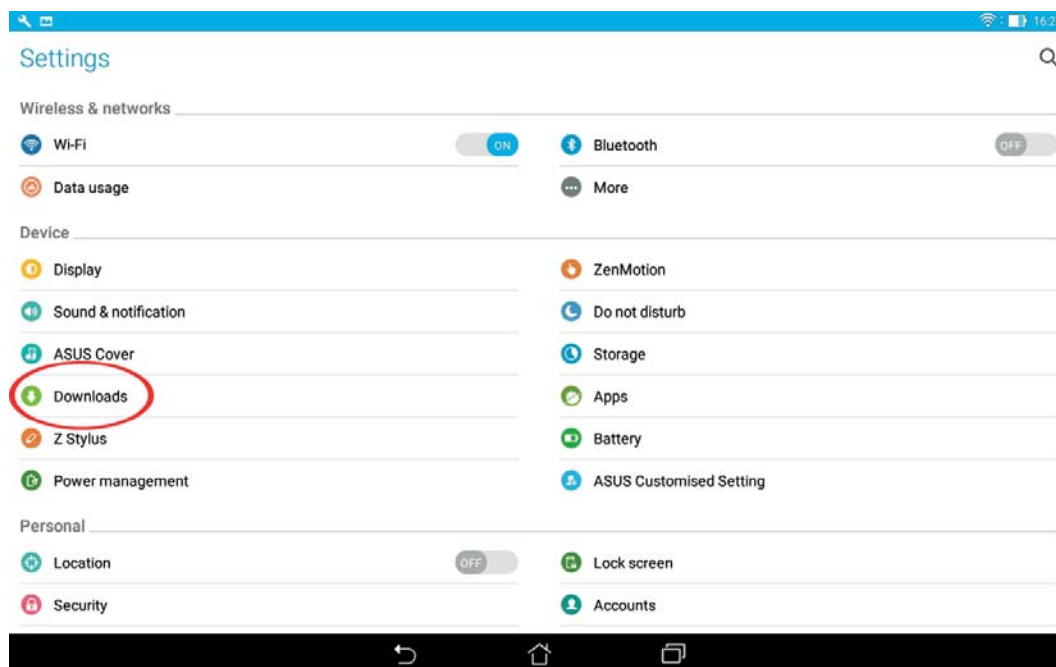 16:2
Settings
Wireless & networks
Wi-Fi ON Bluetooth OFF
Data usage More
Device
Display ZenMotion
Sound & notification Do not disturb
ASUS Cover Storage
Downloads Apps
Z Stylus Battery
Power management ASUS Customised Setting
Personal
Location OFF Lock screen
Security Accounts